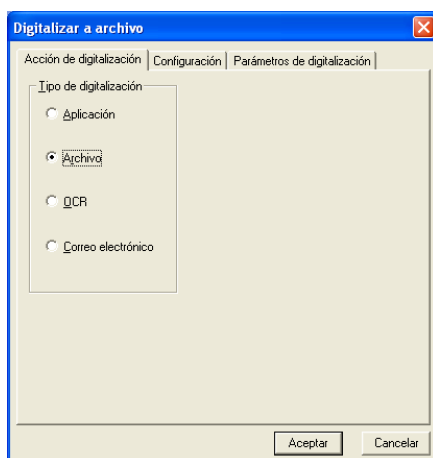 Digitalizar a archivo
Acción de digitalización Configuración Parámetros de digitalización
Tipo de digitalización
Aplicación
Archivo
OCR
Correo electrónico
Aceptar Cancelar